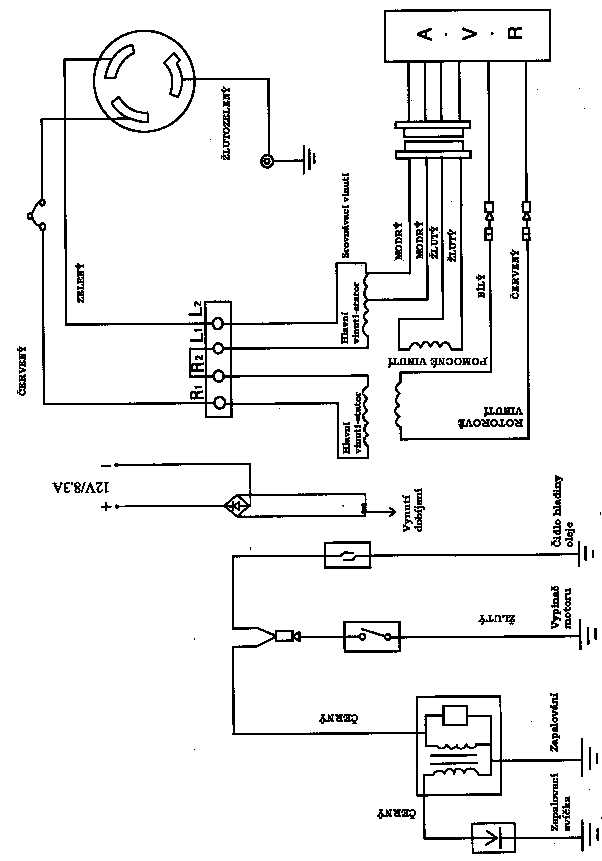 A · V · R
ČERVENÝ
ZELENÝ
ŽLUTOZELENÝ
Srovnávací vinutí
MODRÝ
MODRÝ
ŽLUTÝ
ŽLUTÝ
BÍLÝ
ČERVENÝ
R1 R2 L1 L2
Hlavní
vinutí-stator
Hlavní
vinutí-stator
POMOCNÉ VINUTÍ
ROTOROVÉ
VINUTÍ
+ −
12V/8.3A
Vynutí
dobíjení
Čidlo hladiny
oleje
Vypínač
motoru
ŽLUTÝ
ČERNÝ
Zapalování
ČERNÝ
Zapalovací
svíčka